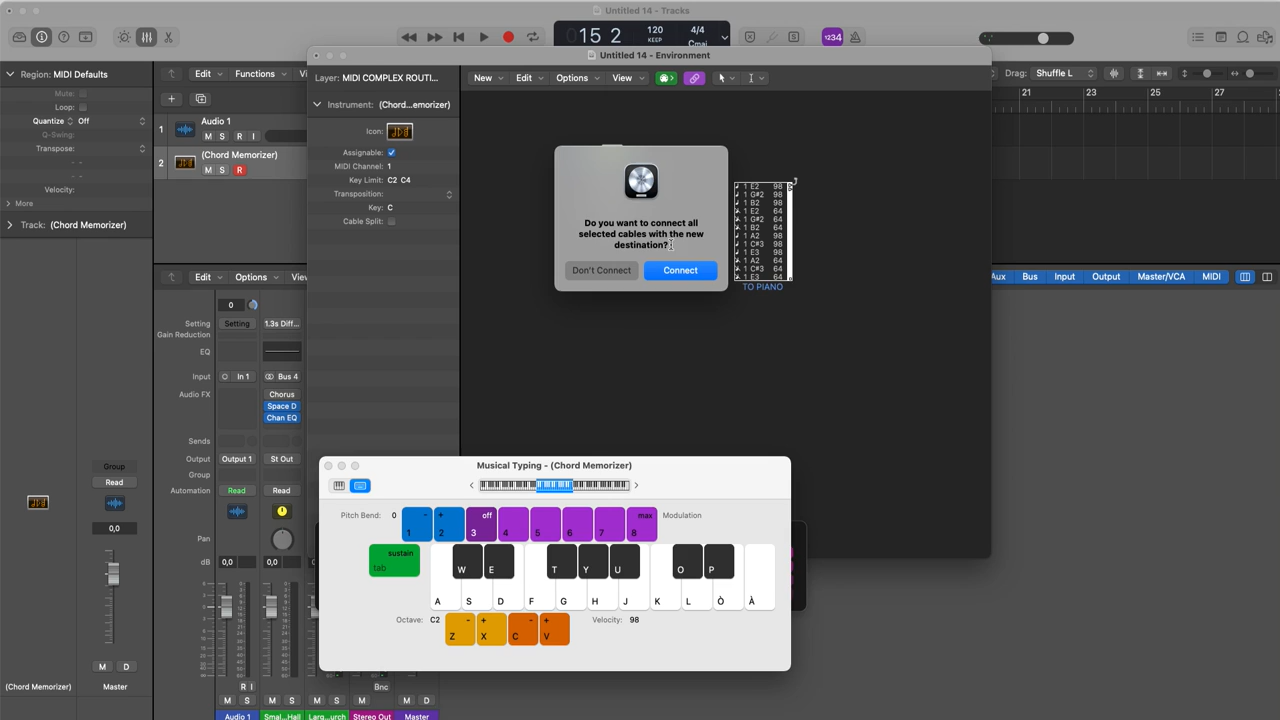 Untitled 14 - Tracks
15 2
120
KEEP
4/4
Cmaj
1234
Untitled 14 - Environment
Region: MIDI Defaults
Mute:
Loop:
Quantize Off
Q-Swing:
Transpose:
Velocity:
More
Track: (Chord Memorizer)
Edit Functions Vi
1 Audio 1
M S R I
2 (Chord Memorizer)
M S R
Layer: MIDI COMPLEX ROUTI...
New Edit Options View
Instrument: (Chord...emorizer)
Icon:
Assignable:
MIDI Channel: 1
Key Limit: C2 C4
Transposition:
Key: C
Cable Split:
Drag: Shuffle L
21 23 25 27
Do you want to connect all
selected cables with the new
destination?
Don't Connect Connect
1 E2 98
1 G#2 98
1 B2 98
1 E2 64
1 G#2 64
1 B2 64
1 A2 98
1 C#3 98
1 E3 98
1 A2 64
1 C#3 64
1 E3 64
TO PIANO
Edit Options View
Aux Bus Input Output Master/VCA MIDI
0
Setting Setting 1.3s Diff...
Gain Reduction
EQ
Input In 1 Bus 4
Audio FX Chorus
Space D
Chan EQ
Sends
Output Output 1 St Out
Group
Automation Read Read
Pan
dB 0,0 0,0
R I
Bnc
M S M S M S M M D
Audio 1 Smal...Hall Larg...urch Stereo Out Master
Group
Read
0,0
M D
(Chord Memorizer) Master
Musical Typing - (Chord Memorizer)
Pitch Bend: 0 - 1 + 2 off 3 4 5 6 7 max 8 Modulation
sustain
tab
W E T Y U O P
A S D F G H J K L Ò À
Octave: C2 - Z + X - C + V Velocity: 98